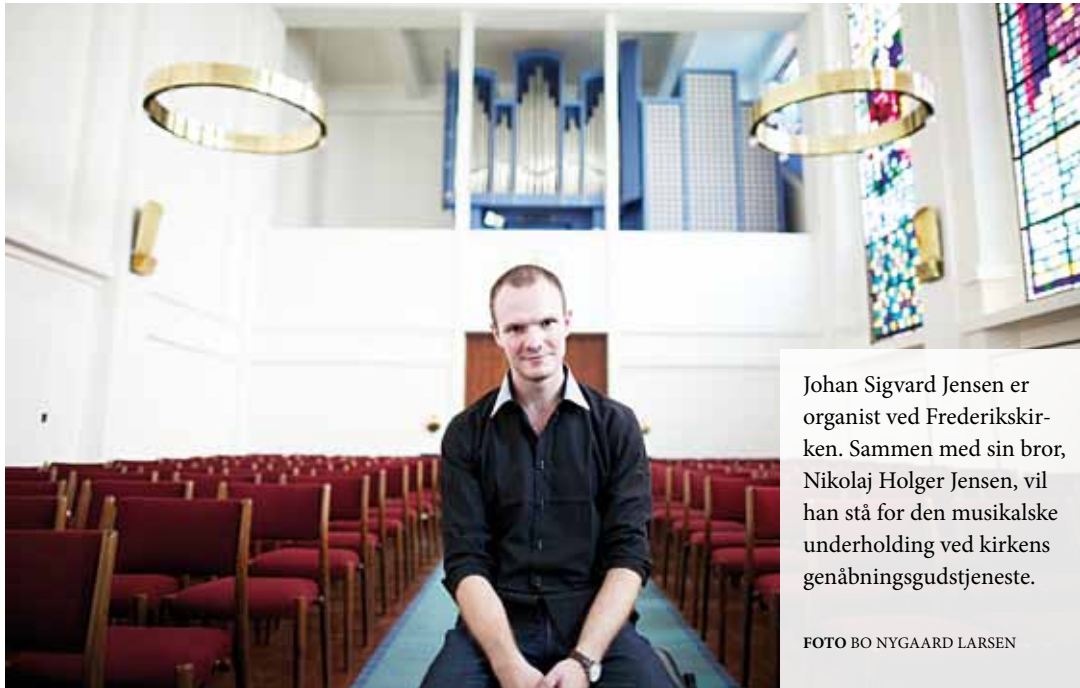 Johan Sigvard Jensen er
organist ved Frederikskir-
ken. Sammen med sin bror,
Nikolaj Holger Jensen, vil
han stå for den musikalske
underholding ved kirkens
genåbningsgudstjeneste.
FOTO BO NYGAARD LARSEN